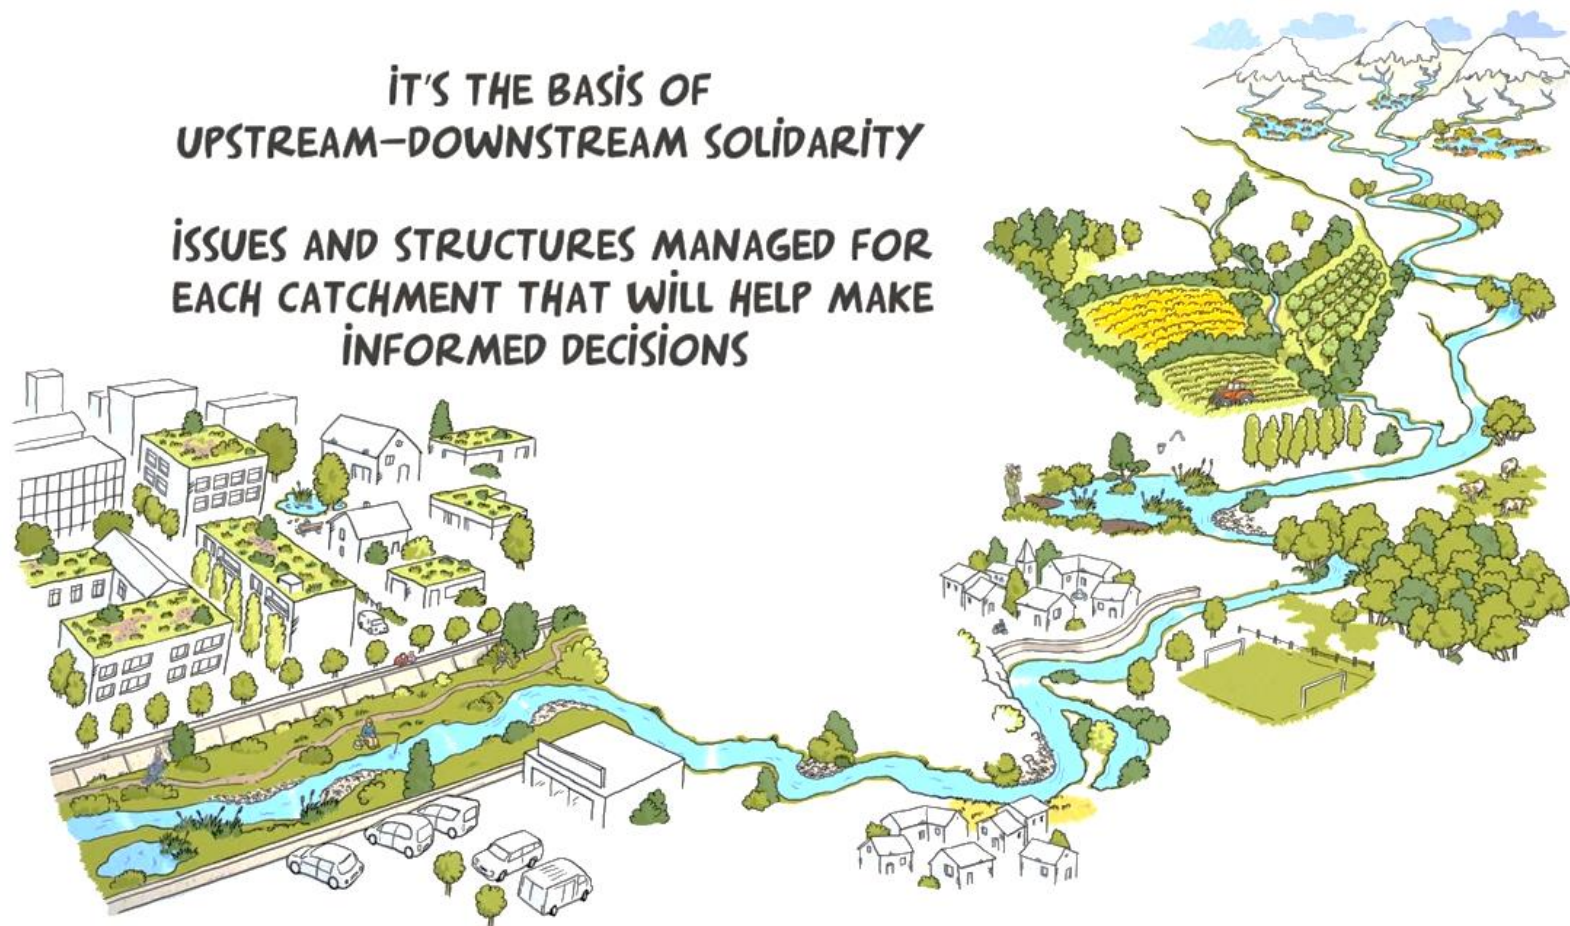 IT'S THE BASIS OF
UPSTREAM-DOWNSTREAM SOLIDARITY
ISSUES AND STRUCTURES MANAGED FOR
EACH CATCHMENT THAT WILL HELP MAKE
INFORMED DECISIONS